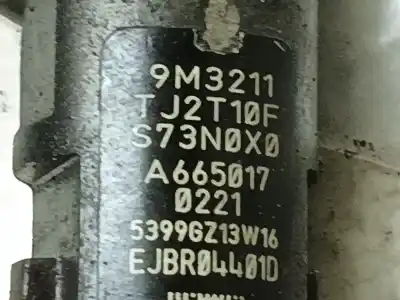 9M3211
TJ2T10F
S73N0X0
A665017
0221
5399GZ13W16
EJBR04401D